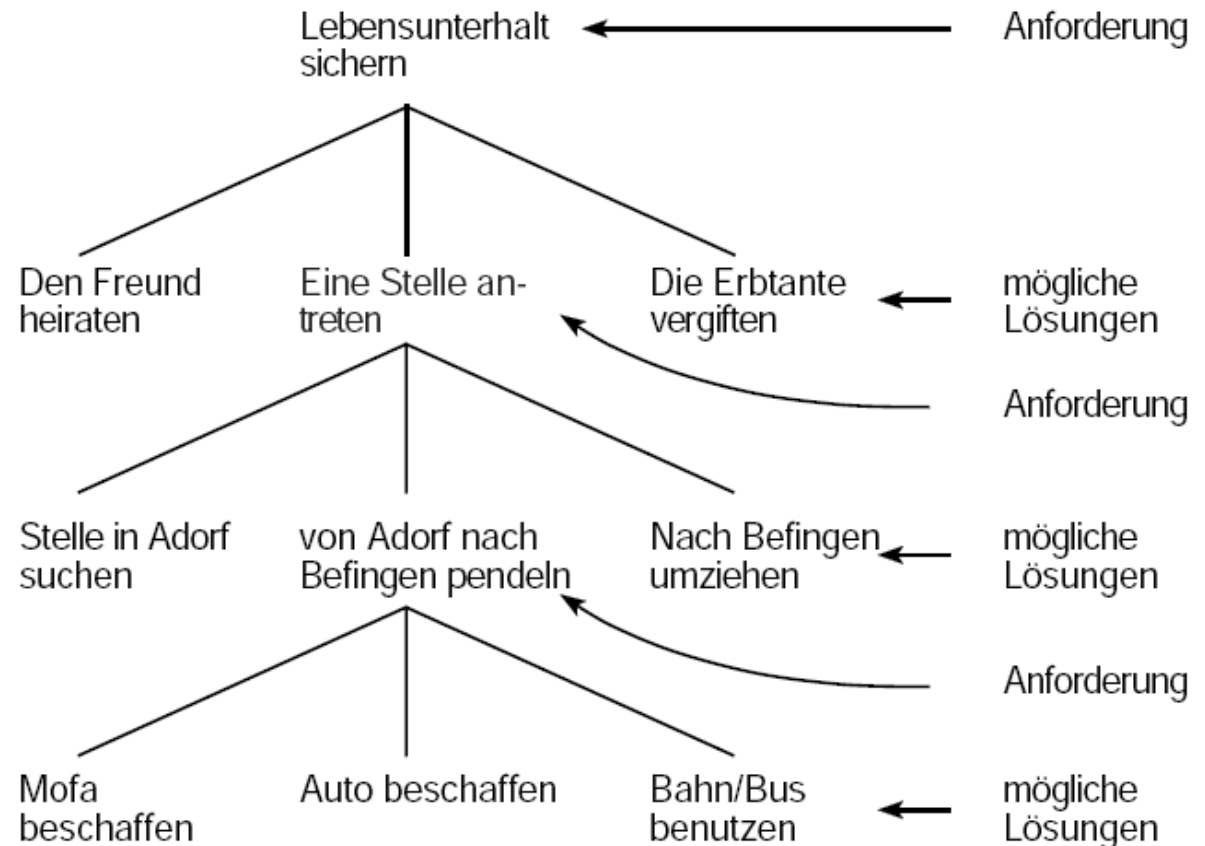 Lebensunterhalt
sichern
Anforderung
Den Freund
heiraten
Eine Stelle an-
treten
Die Erbtante
vergiften
mögliche
Lösungen
Anforderung
Stelle in Adorf
suchen
von Adorf nach
Befingen pendeln
Nach Befingen
umziehen
mögliche
Lösungen
Anforderung
Mofa
beschaffen
Auto beschaffen
Bahn/Bus
benutzen
mögliche
Lösungen